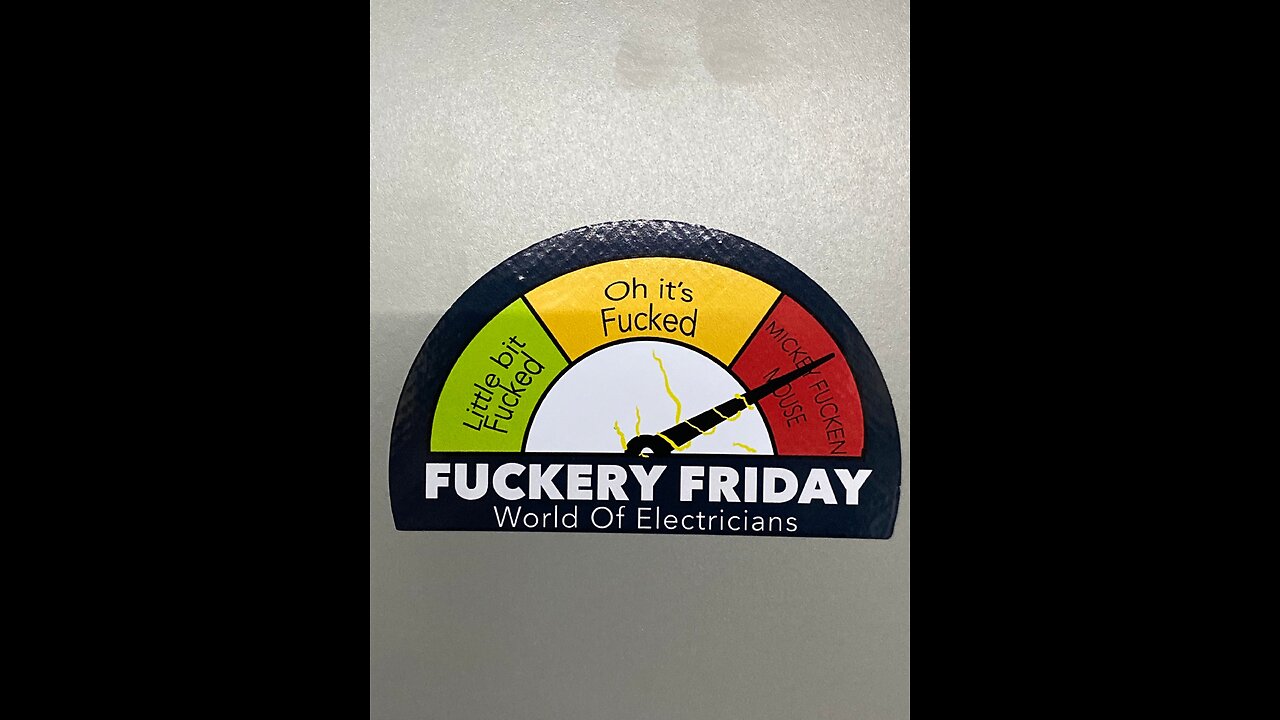 Little bit
Fucked
Oh it's
Fucked
MICKEY FUCKEN
MOUSE
FUCKERY FRIDAY
World Of Electricians